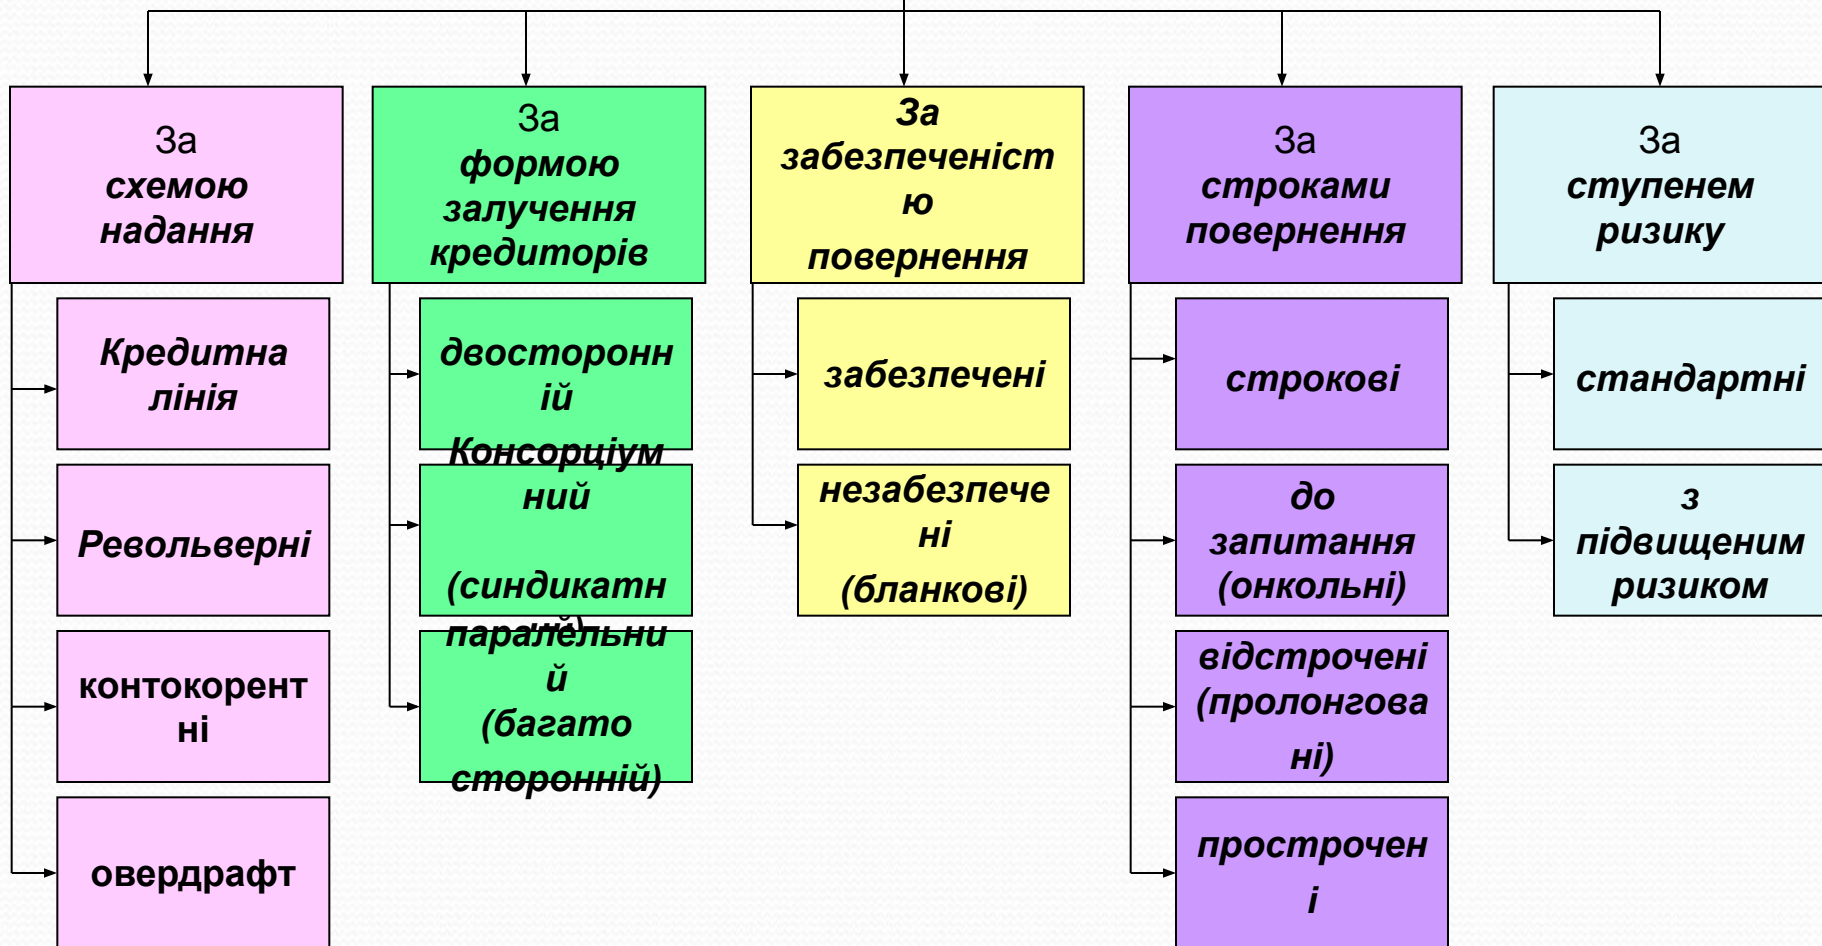 За
схемою
надання
Кредитна
лінія
Револьверні
контокорент
ні
овердрафт
За
формою
залучення
кредиторів
двосторонн
ій
Консорціум
ний
(синдикатн
ий)
паралельни
й
(багато
сторонній)
За
забезпеченіст
ю
повернення
забезпечені
незабезпече
ні
(бланкові)
За
строками
повернення
строкові
до
запитання
(онкольні)
відстрочені
(пролонгова
ні)
прострочен
і
За
ступенем
ризику
стандартні
з
підвищеним
ризиком